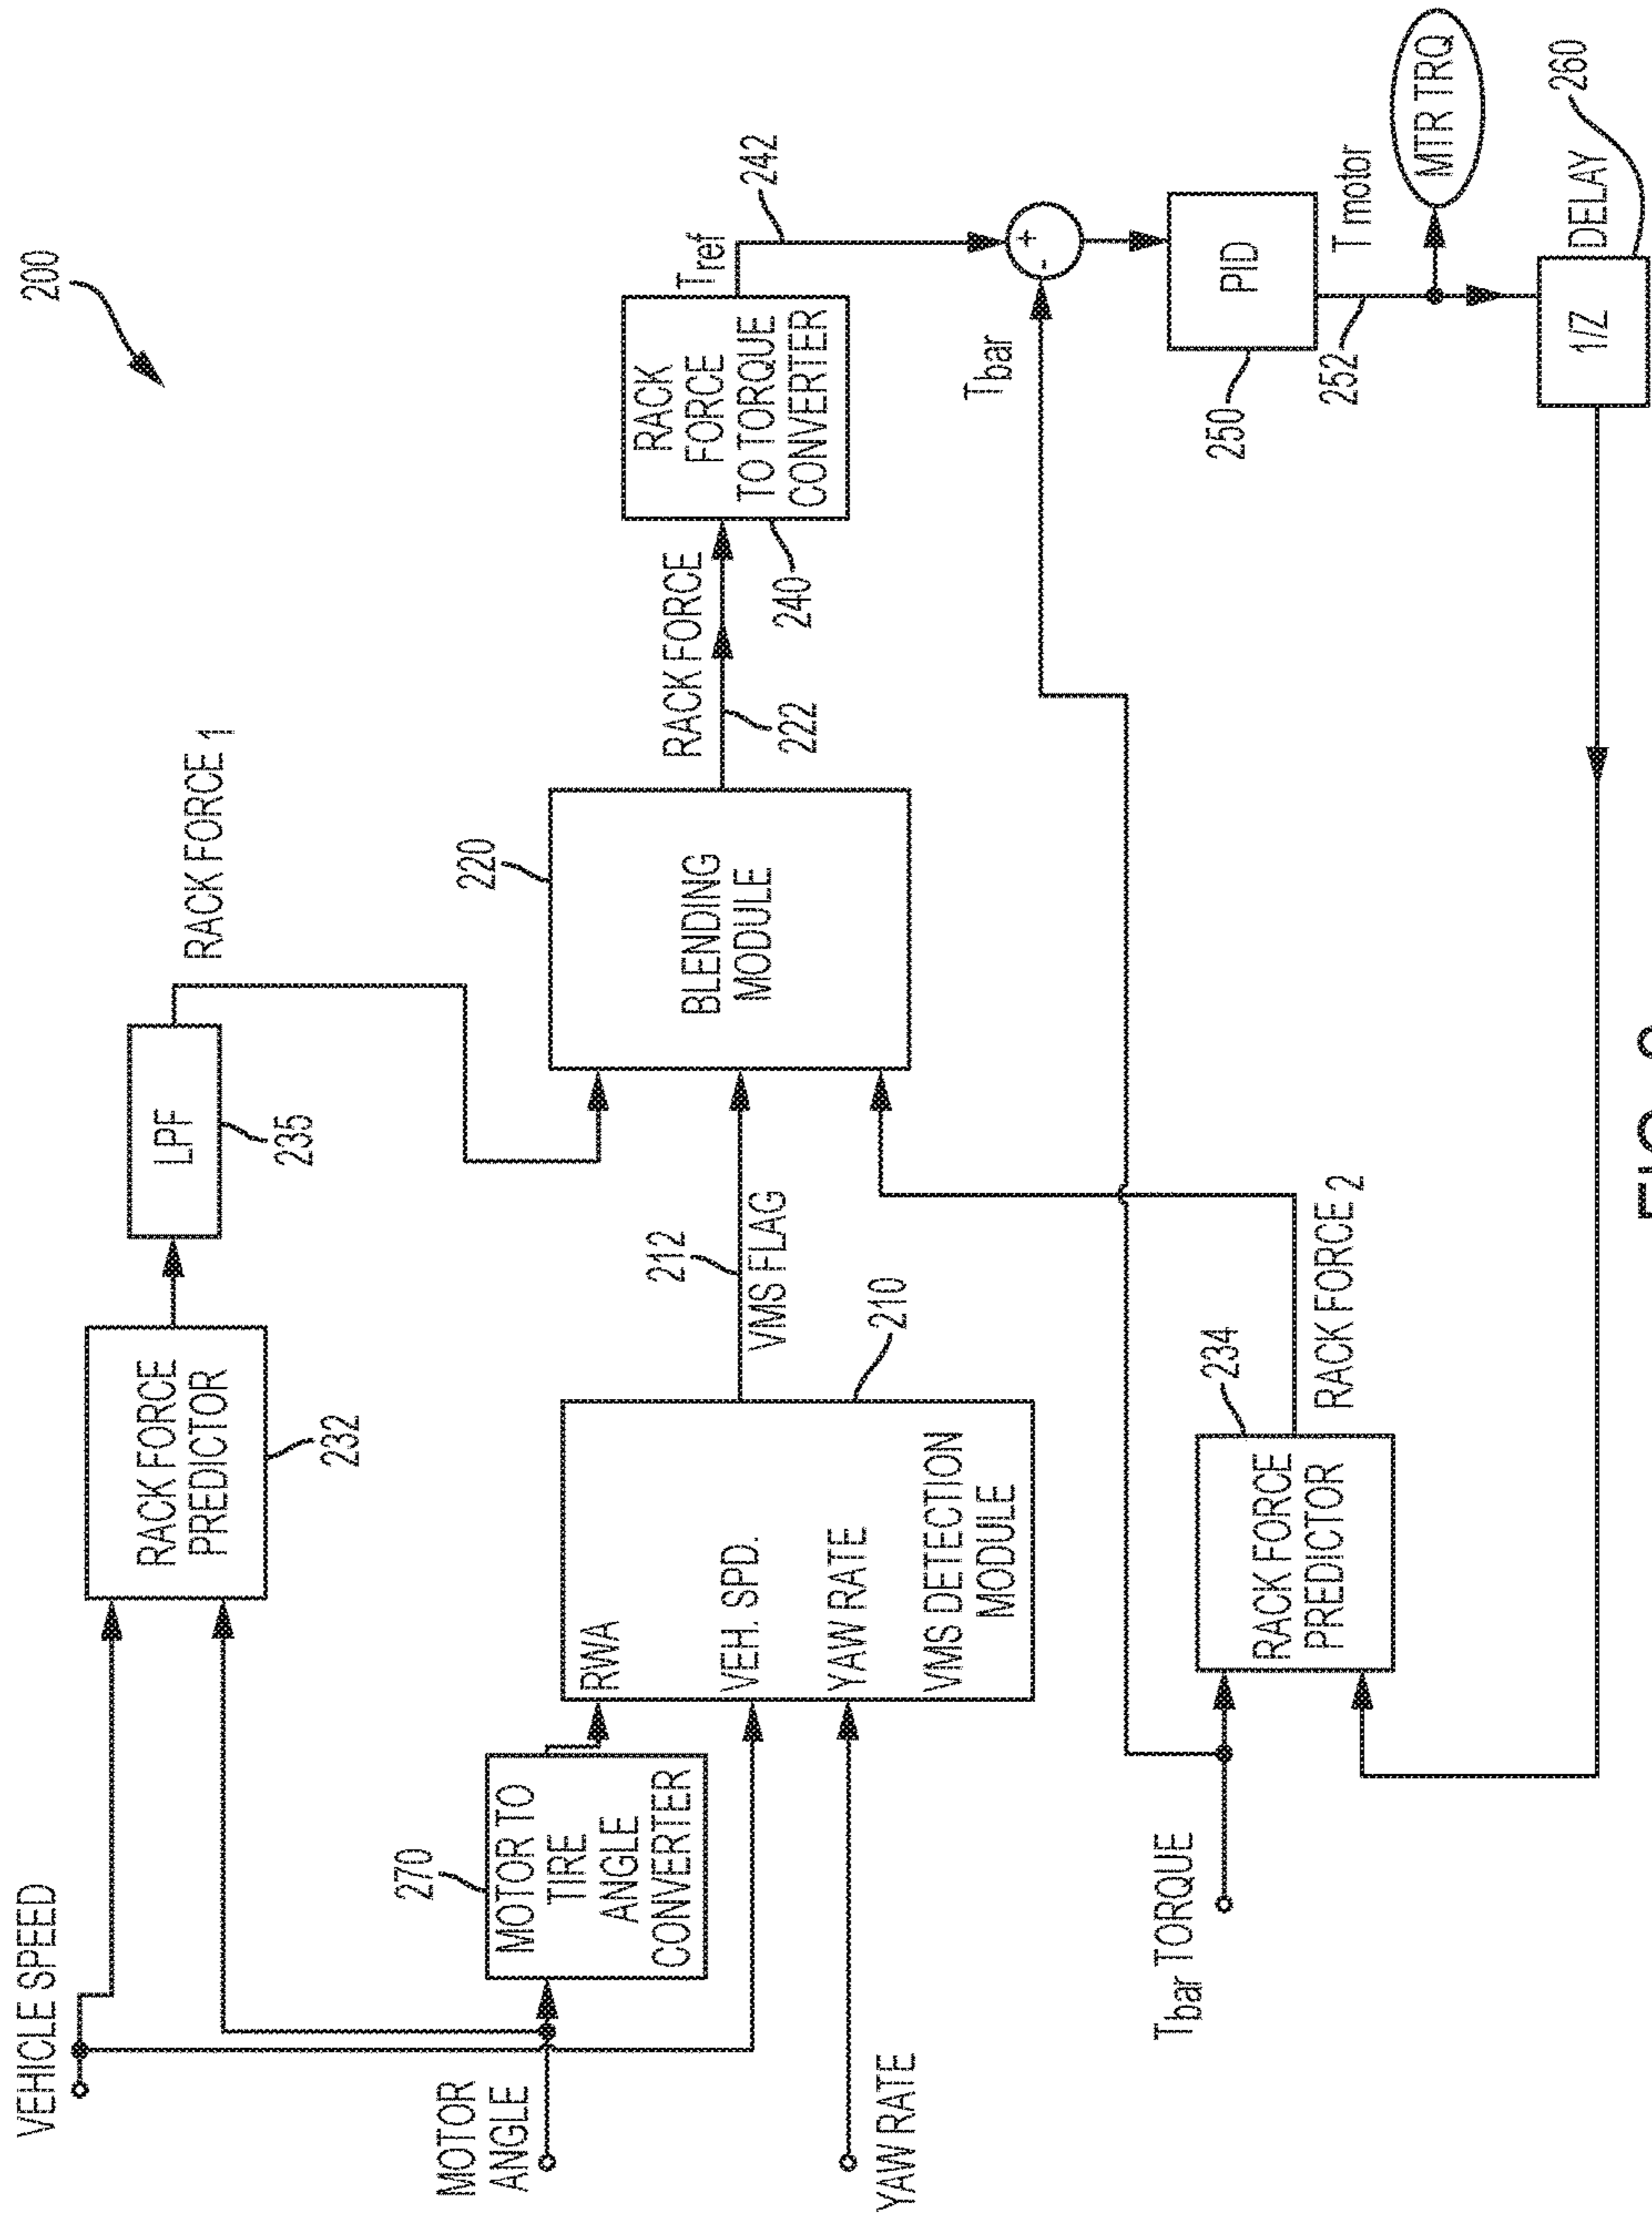 200
VEHICLE SPEED
RACK FORCE
PREDICTOR
232
LPF
235
RACK FORCE 1
MOTOR
ANGLE
270
MOTOR TO
TIRE
ANGLE
CONVERTER
RWA
VEH. SPD.
YAW RATE
VMS DETECTION
MODULE
210
212
VMS FLAG
220
BLENDING
MODULE
RACK FORCE
222
RACK
FORCE
TO TORQUE
CONVERTER
240
Tref
242
YAW RATE
Tbar TORQUE
RACK FORCE
PREDICTOR
234
RACK FORCE 2
Tbar
+
-
PID
250
T motor
252
MTR TRQ
1/Z
DELAY
260